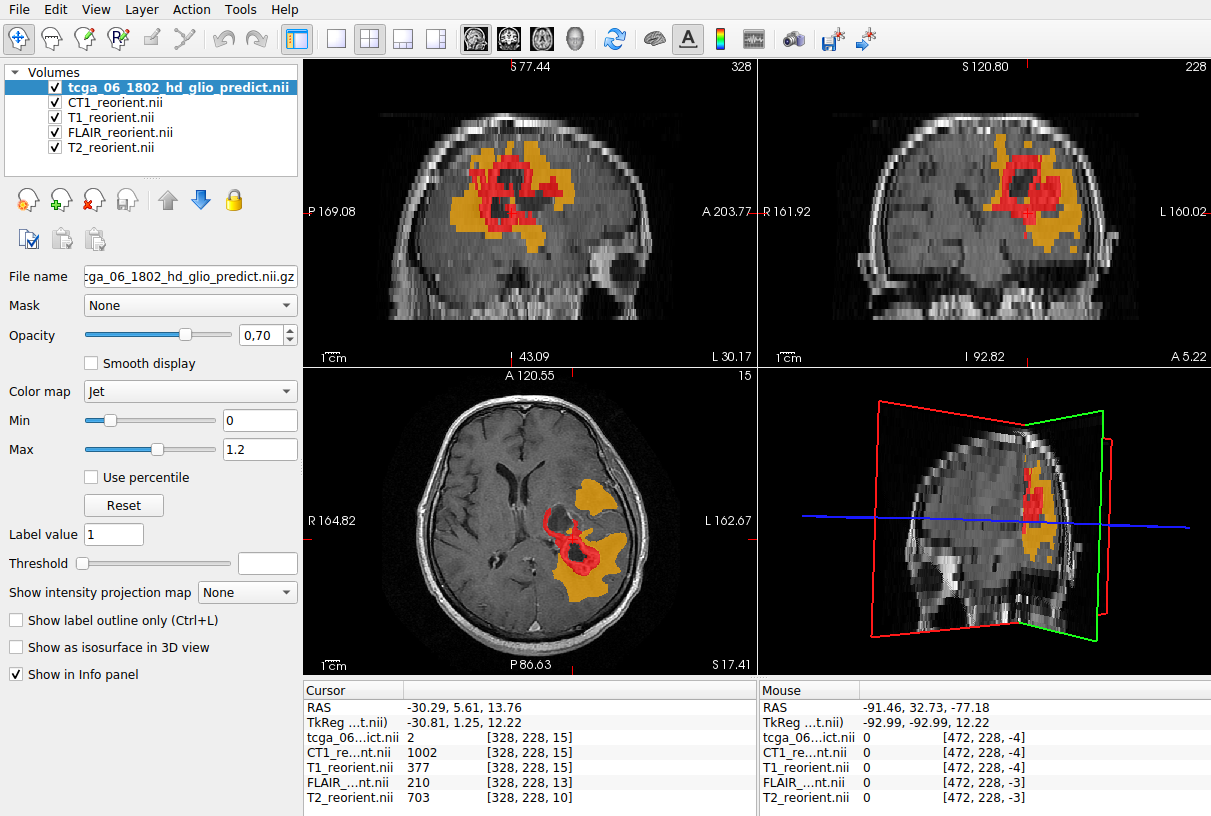 File Edit View Layer Action Tools Help
Volumes
tcga_06_1802_hd_glio_predict.nii
CT1_reorient.nii
T1_reorient.nii
FLAIR_reorient.nii
T2_reorient.nii
File name :cga_06_1802_hd_glio_predict.nii.gz
Mask None
Opacity 0,70
Smooth display
Color map Jet
Min 0
Max 1.2
Use percentile
Reset
Label value 1
Threshold
Show intensity projection map None
Show label outline only (Ctrl+L)
Show as isosurface in 3D view
Show in Info panel
S 77.44 328
P 169.08 A 203.77
1 cm I 43.09 L 30.17
S 120.80 228
R 161.92 L 160.02
1 cm I 92.82 A 5.22
A 120.55 15
R 164.82 L 162.67
1 cm P 86.63 S 17.41
Cursor
RAS -30.29, 5.61, 13.76
TkReg ...t.nii) -30.81, 1.25, 12.22
tcga_06...ict.nii 2 [328, 228, 15]
CT1_re...nt.nii 1002 [328, 228, 15]
T1_reorient.nii 377 [328, 228, 15]
FLAIR_...nt.nii 210 [328, 228, 13]
T2_reorient.nii 703 [328, 228, 10]
Mouse
RAS -91.46, 32.73, -77.18
TkReg ...t.nii) -92.99, -92.99, 12.22
tcga_06...ict.nii 0 [472, 228, -4]
CT1_re...nt.nii 0 [472, 228, -4]
T1_reorient.nii 0 [472, 228, -4]
FLAIR_...nt.nii 0 [472, 228, -3]
T2_reorient.nii 0 [472, 228, -3]